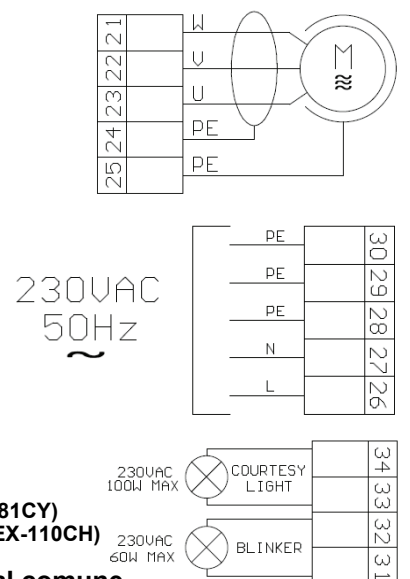 21 W
22 V
23 U
24 PE
25 PE
M
≋
PE 30
PE 29
PE 28
N 27
L 26
230VAC
50Hz
~
34
33
32
31
230VAC
100W MAX
COURTESY
LIGHT
81CY)
EX-110CH)
230VAC
60W MAX
BLINKER